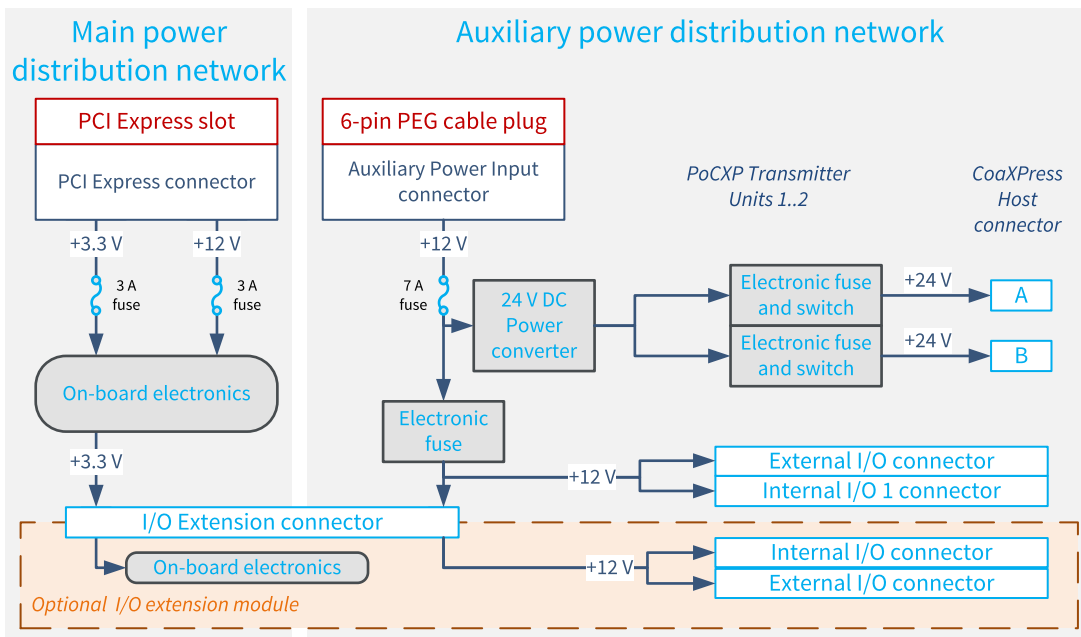 Main power
distribution network
PCI Express slot
PCI Express connector
+3.3 V
+12 V
3 A
fuse
3 A
fuse
On-board electronics
+3.3 V
Auxiliary power distribution network
6-pin PEG cable plug
Auxiliary Power Input
connector
+12 V
7 A
fuse
24 V DC
Power
converter
Electronic
fuse
PoCXP Transmitter
Units 1..2
CoaXPress
Host
connector
Electronic fuse
and switch
+24 V
A
Electronic fuse
and switch
+24 V
B
+12 V
External I/O connector
Internal I/O 1 connector
I/O Extension connector
On-board electronics
+12 V
Internal I/O connector
External I/O connector
Optional I/O extension module